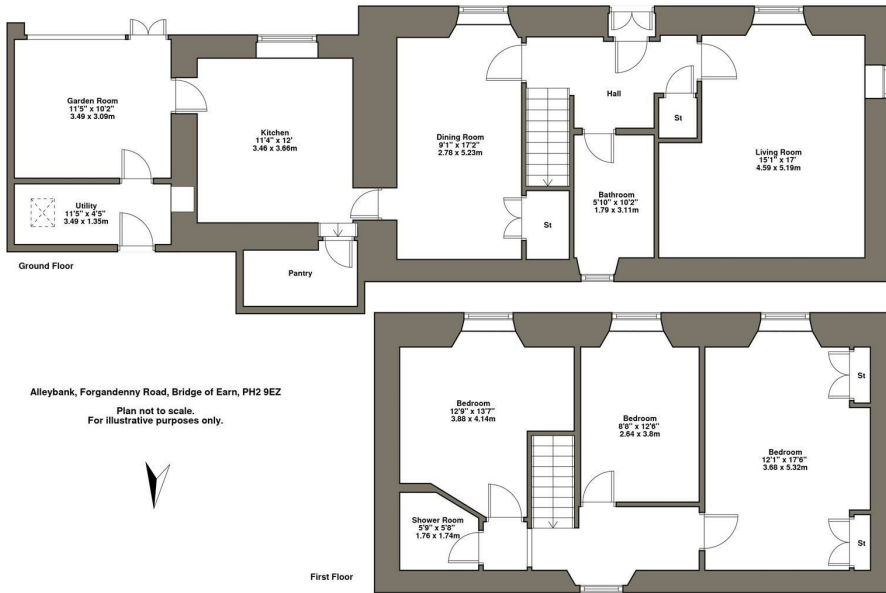 Garden Room
11'5" x 10'2"
3.49 x 3.09m
Kitchen
11'4" x 12'
3.46 x 3.66m
Dining Room
9'1" x 17'2"
2.78 x 5.23m
Hall
St
Living Room
15'1" x 17'
4.59 x 5.19m
Utility
11'5" x 4'5"
3.49 x 1.35m
Bathroom
5'10" x 10'2"
1.79 x 3.11m
St
Pantry
Ground Floor
Alleybank, Forgandenny Road, Bridge of Earn, PH2 9EZ
Plan not to scale.
For illustrative purposes only.
Bedroom
12'9" x 13'7"
3.88 x 4.14m
Bedroom
8'8" x 12'6"
2.64 x 3.8m
Bedroom
12'1" x 17'6"
3.68 x 5.32m
St
Shower Room
5'9" x 5'8"
1.76 x 1.74m
St
First Floor